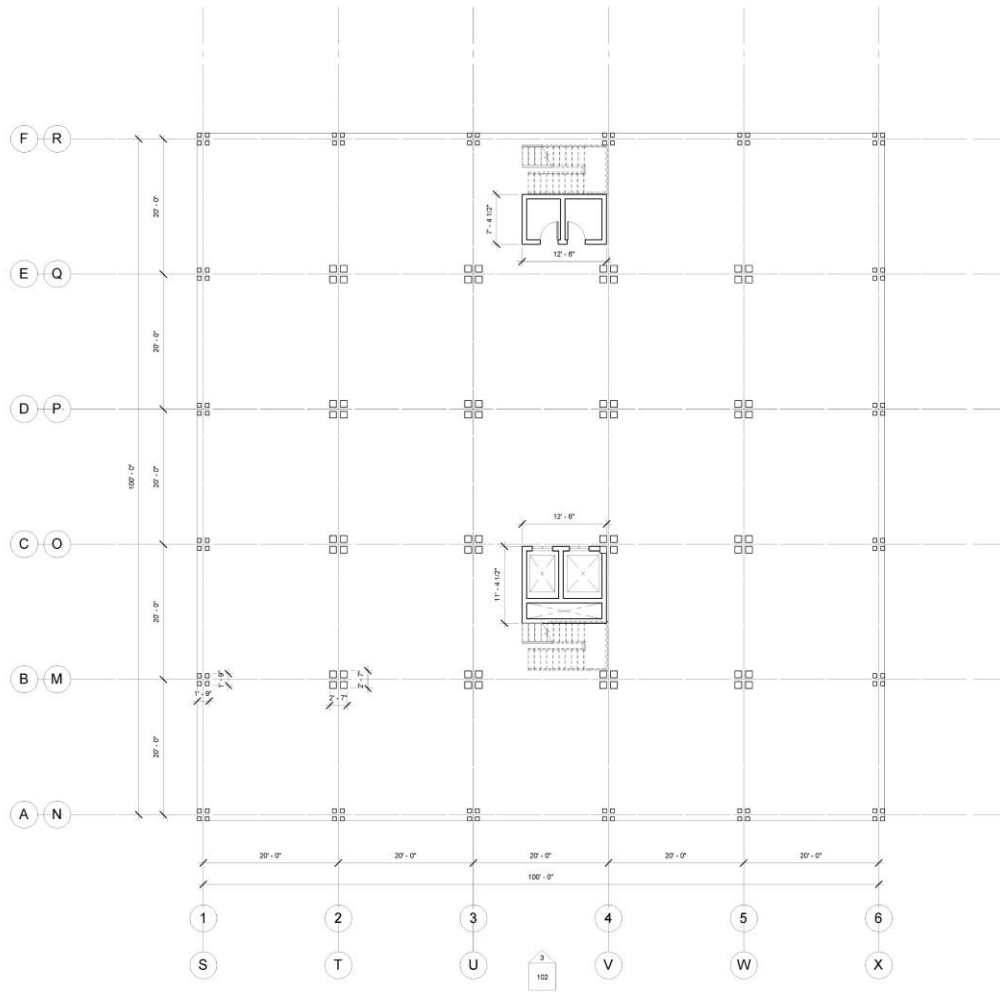 F R
7' - 4 1/2"
20' - 0"
12' - 6"
E Q
20' - 0"
D P
100' - 0"
20' - 0"
12' - 6"
C O
11' - 4 1/2"
20' - 0"
B M
1' - 9"
1' - 9"
2' - 7"
2' - 7"
20' - 0"
A N
20' - 0" 20' - 0" 20' - 0" 20' - 0" 20' - 0"
100' - 0"
1 2 3 4 5 6
S T U V W X
3
102